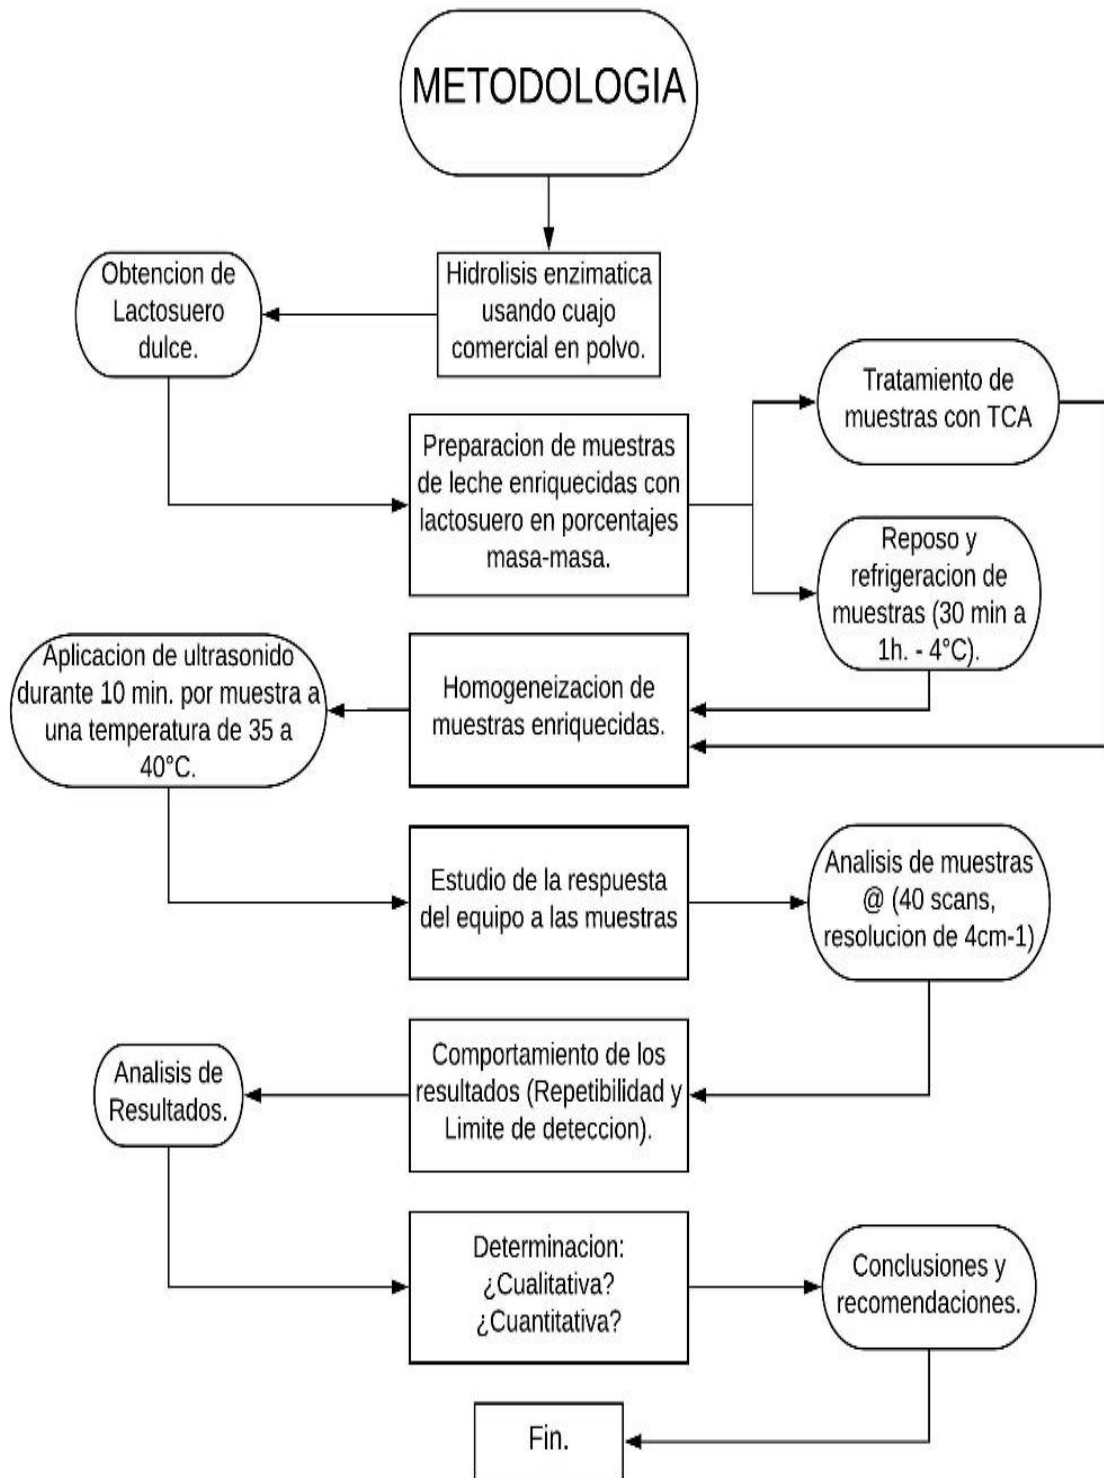 METODOLOGIA
Hidrolisis enzimatica
usando cuajo
comercial en polvo.
Obtencion de
Lactosuero
dulce.
Preparacion de muestras
de leche enriquecidas con
lactosuero en porcentajes
masa-masa.
Tratamiento de
muestras con TCA
Reposo y
refrigeracion de
muestras (30 min a
1h. - 4°C).
Homogeneizacion de
muestras enriquecidas.
Aplicacion de ultrasonido
durante 10 min. por muestra a
una temperatura de 35 a
40°C.
Estudio de la respuesta
del equipo a las muestras
Analisis de muestras
@ (40 scans,
resolucion de 4cm-1)
Comportamiento de los
resultados (Repetibilidad y
Limite de deteccion).
Analisis de
Resultados.
Determinacion:
¿Cualitativa?
¿Cuantitativa?
Conclusiones y
recomendaciones.
Fin.